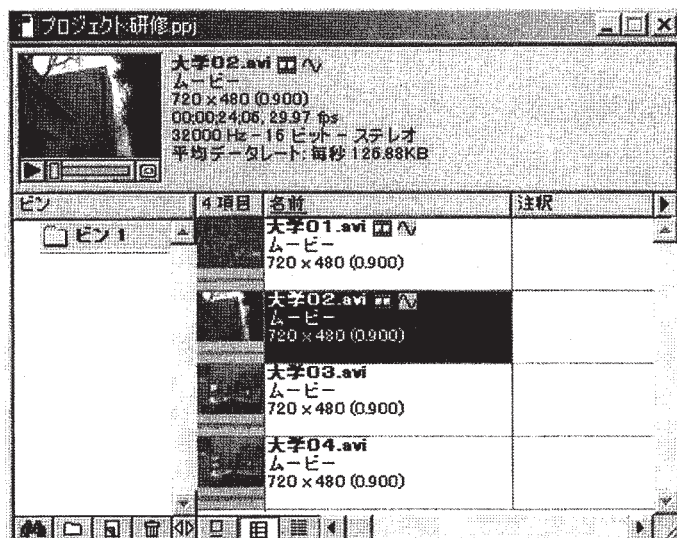 プロジェクト:研修.ppj
大学02.avi
ムービー
720 x 480 (0.900)
00:00:24;06, 29.97 fps
32000 Hz - 16 ビット - ステレオ
平均データレート: 毎秒 126.88KB
ビン
4 項目
名前
注釈
ビン 1
大学01.avi
ムービー
720 x 480 (0.900)
大学02.avi
ムービー
720 x 480 (0.900)
大学03.avi
ムービー
720 x 480 (0.900)
大学04.avi
ムービー
720 x 480 (0.900)